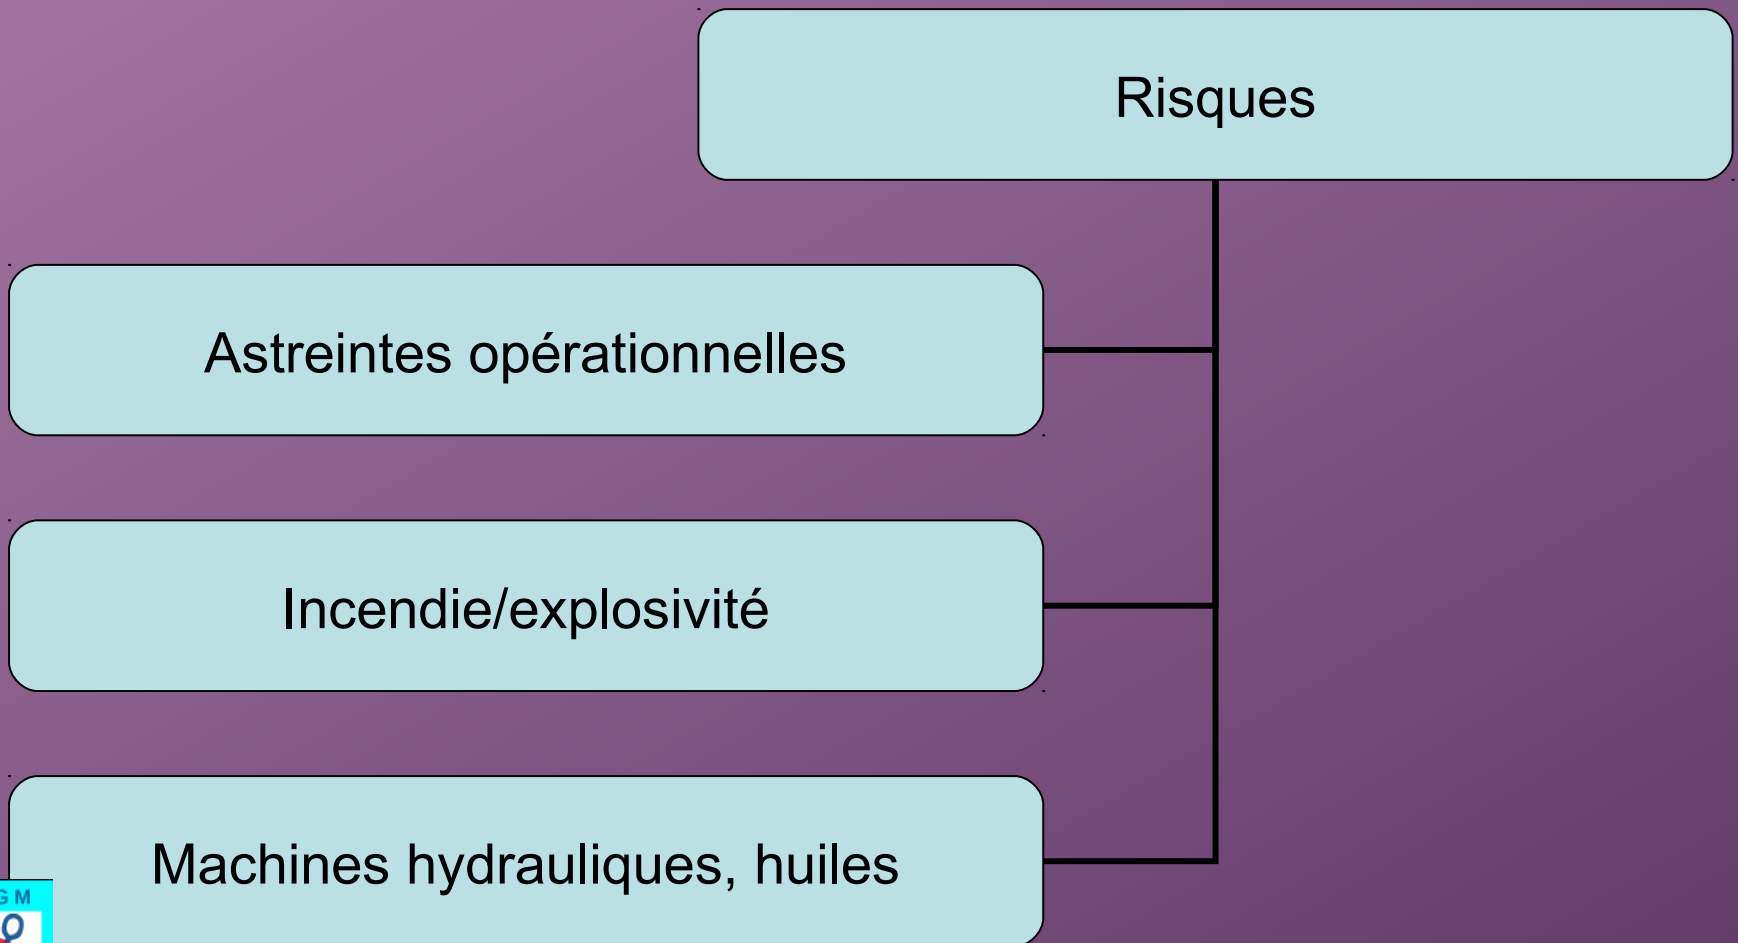 Risques
Astreintes opérationnelles
Incendie/explosivité
Machines hydrauliques, huiles
G M